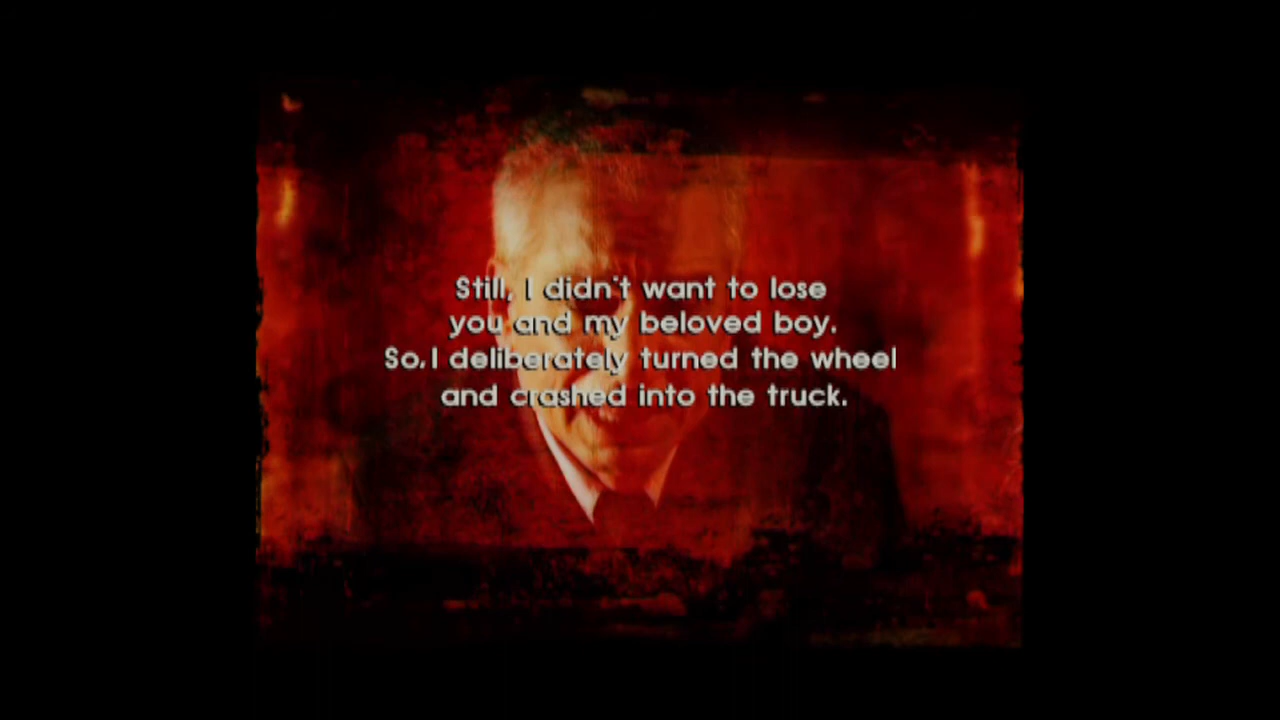 Still, I didn't want to lose
you and my beloved boy.
So, I deliberately turned the wheel
and crashed into the truck.